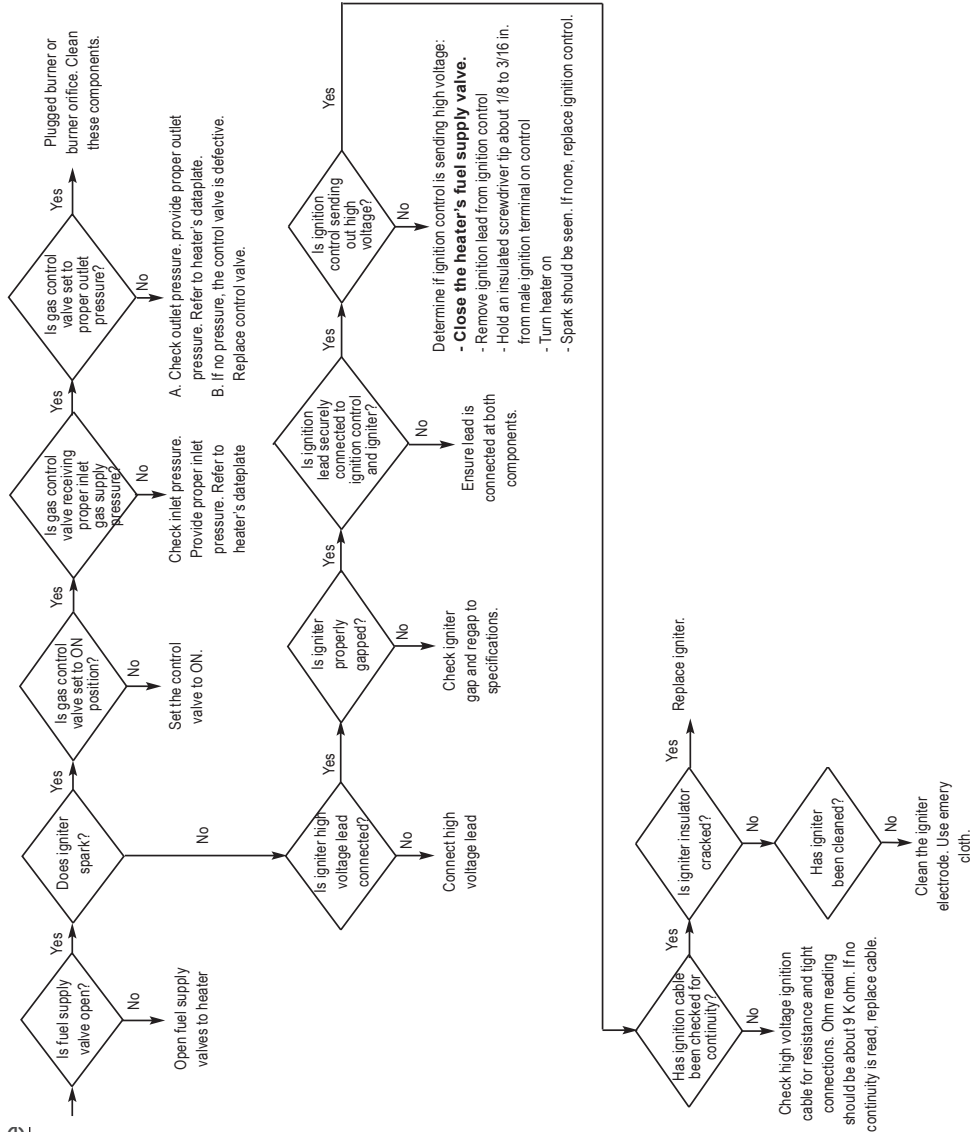 Is fuel supply
valve open?
Yes
No
Open fuel supply
valves to heater
Does igniter
spark?
Yes
No
Is gas control
valve set to ON
position?
Yes
No
Set the control
valve to ON.
Is gas control
valve receiving
proper inlet
gas supply
pressure?
Yes
No
Check inlet pressure.
Provide proper inlet
pressure. Refer to
heater's dateplate
Is gas control
valve set to
proper outlet
pressure?
Yes
No
A. Check outlet pressure. provide proper outlet
pressure. Refer to heater's dataplate.
B. If no pressure, the control valve is defective.
Replace control valve.
Plugged burner or
burner orifice. Clean
these components.
Is igniter high
voltage lead
connected?
Yes
No
Connect high
voltage lead
Is igniter
properly
gapped?
Yes
No
Check igniter
gap and regap to
specifications.
Is ignition
lead securely
connected to
ignition control
and igniter?
Yes
No
Ensure lead is
connected at both
components.
Is ignition
control sending
out high
voltage?
Yes
No
Determine if ignition control is sending high voltage:
- Close the heater's fuel supply valve.
- Remove ignition lead from ignition control
- Hold an insulated screwdriver tip about 1/8 to 3/16 in.
from male ignition terminal on control
- Turn heater on
- Spark should be seen. If none, replace ignition control.
Has ignition cable
been checked for
continuity?
Yes
No
Check high voltage ignition
cable for resistance and tight
connections. Ohm reading
should be about 9 K ohm. If no
continuity is read, replace cable.
Is igniter insulator
cracked?
Yes
Replace igniter.
No
Has igniter
been cleaned?
No
Clean the igniter
electrode. Use emery
cloth.